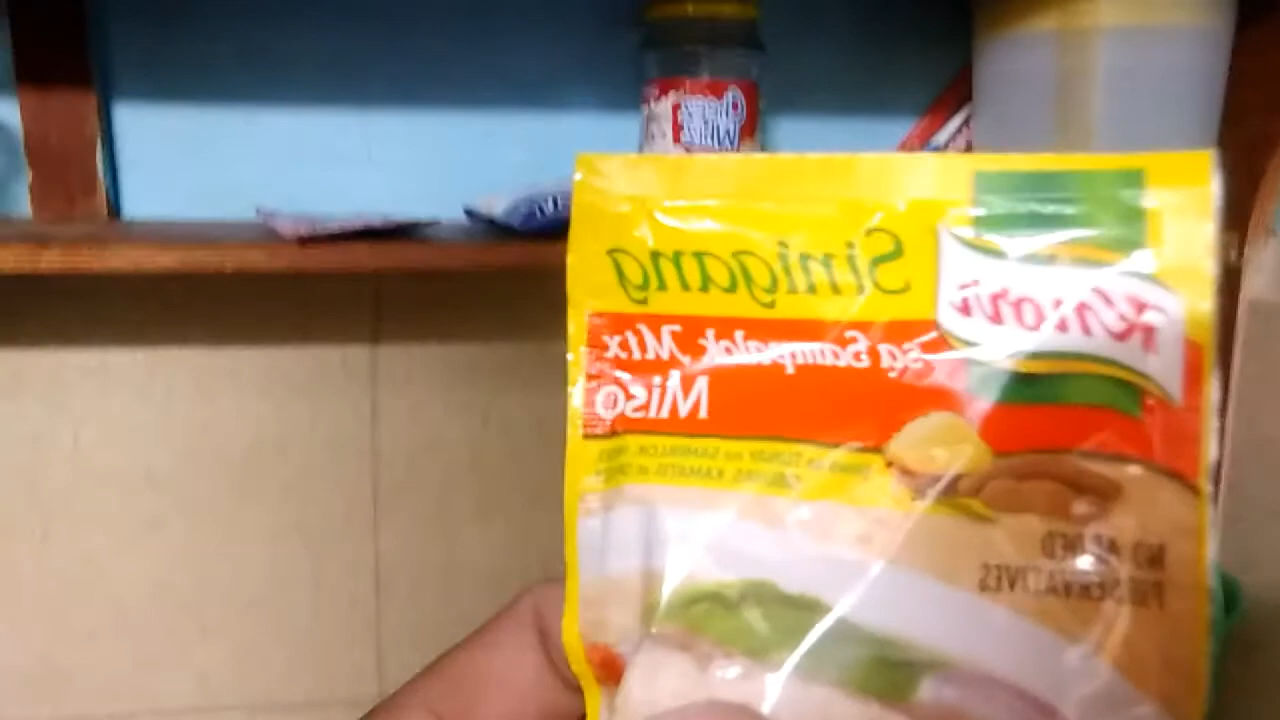 Cheez
Whiz
Knorr
Sinigang
sa Sampalok Mix
Miso
NO ADDED
PRESERVATIVES